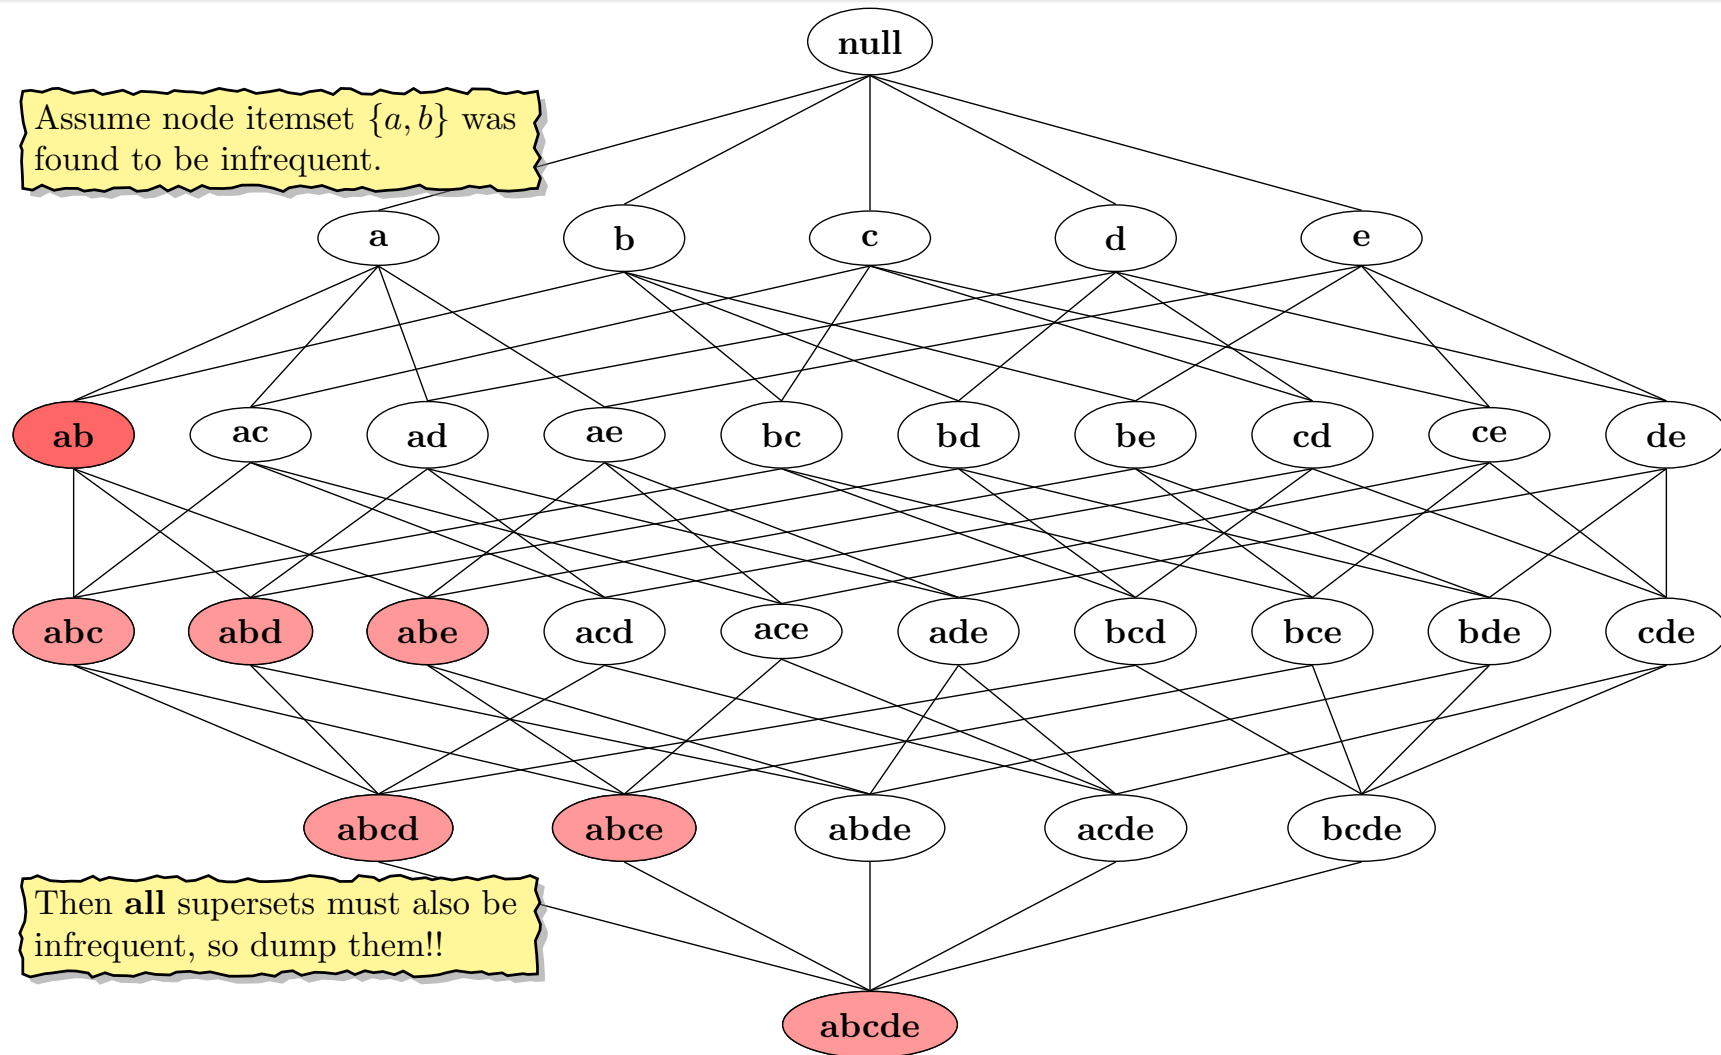 null
Assume node itemset {a, b} was
found to be infrequent.
a b c d e
ab ac ad ae bc bd be cd ce de
abc abd abe acd ace ade bcd bce bde cde
abcd abce abde acde bcde
Then all supersets must also be
infrequent, so dump them!!
abcde